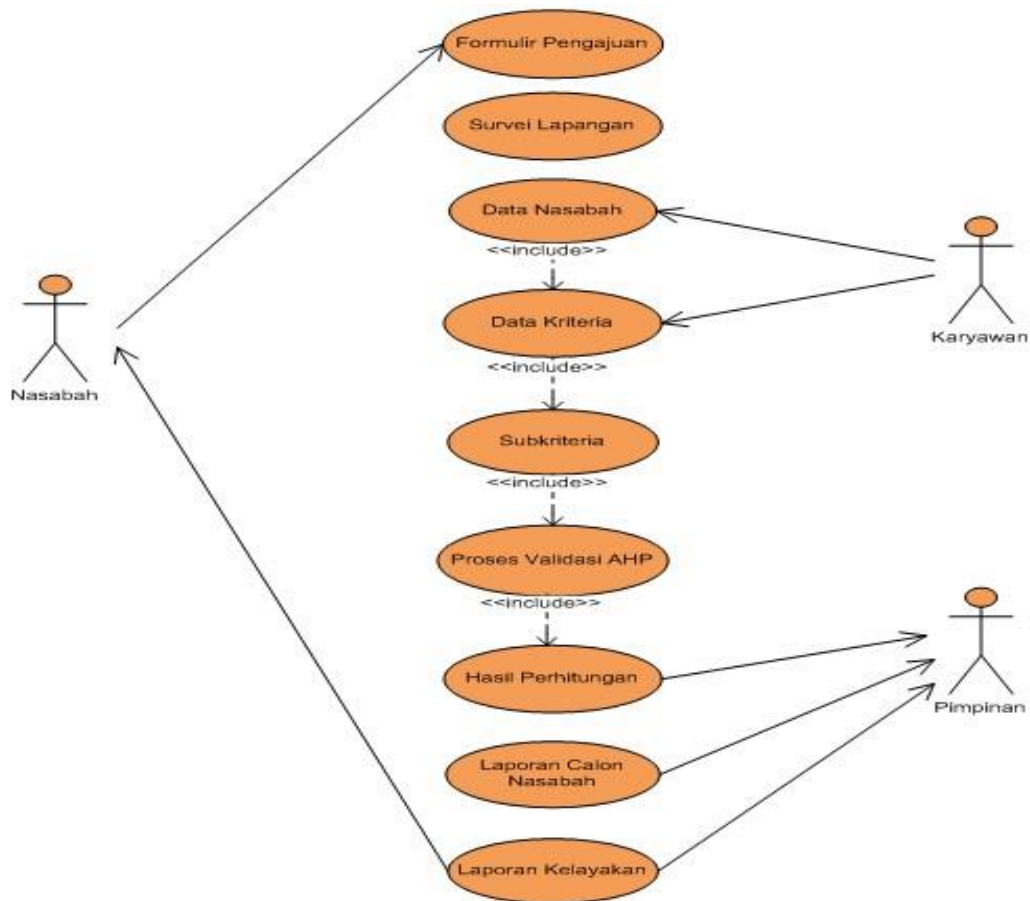 Formulir Pengajuan
Survei Lapangan
Data Nasabah
<<include>>
Data Kriteria
<<include>>
Subkriteria
<<include>>
Proses Validasi AHP
<<include>>
Hasil Perhitungan
Laporan Calon
Nasabah
Laporan Kelayakan
Nasabah
Karyawan
Pimpinan